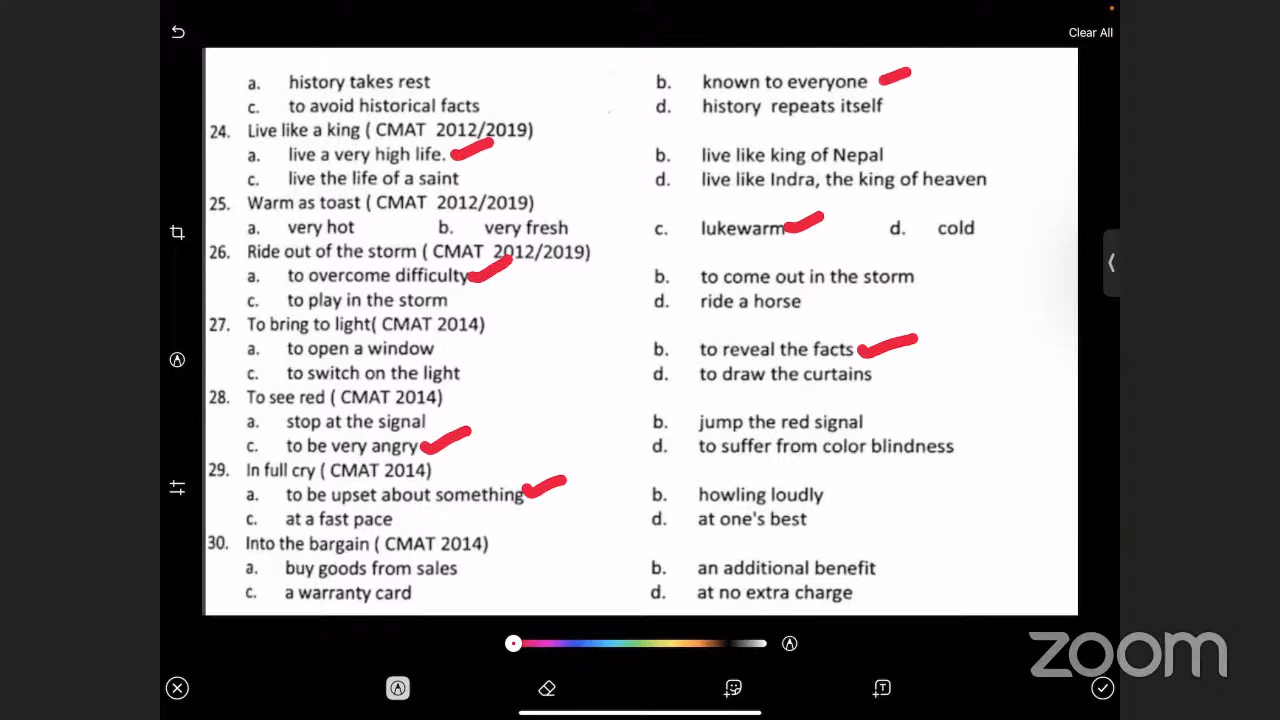 Clear All
a. history takes rest b. known to everyone
c. to avoid historical facts d. history repeats itself
24. Live like a king ( CMAT 2012/2019)
a. live a very high life. b. live like king of Nepal
c. live the life of a saint d. live like Indra, the king of heaven
25. Warm as toast ( CMAT 2012/2019)
a. very hot b. very fresh c. lukewarm d. cold
26. Ride out of the storm ( CMAT 2012/2019)
a. to overcome difficulty b. to come out in the storm
c. to play in the storm d. ride a horse
27. To bring to light( CMAT 2014)
a. to open a window b. to reveal the facts
c. to switch on the light d. to draw the curtains
28. To see red ( CMAT 2014)
a. stop at the signal b. jump the red signal
c. to be very angry d. to suffer from color blindness
29. In full cry ( CMAT 2014)
a. to be upset about something b. howling loudly
c. at a fast pace d. at one's best
30. Into the bargain ( CMAT 2014)
a. buy goods from sales b. an additional benefit
c. a warranty card d. at no extra charge
zoom